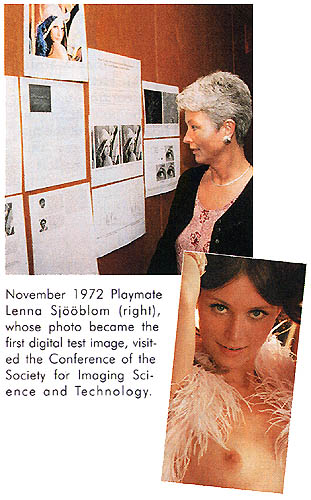 November 1972 Playmate
Lenna Sjööblom (right),
whose photo became the
first digital test image, visit-
ed the Conference of the
Society for Imaging Sci-
ence and Technology.